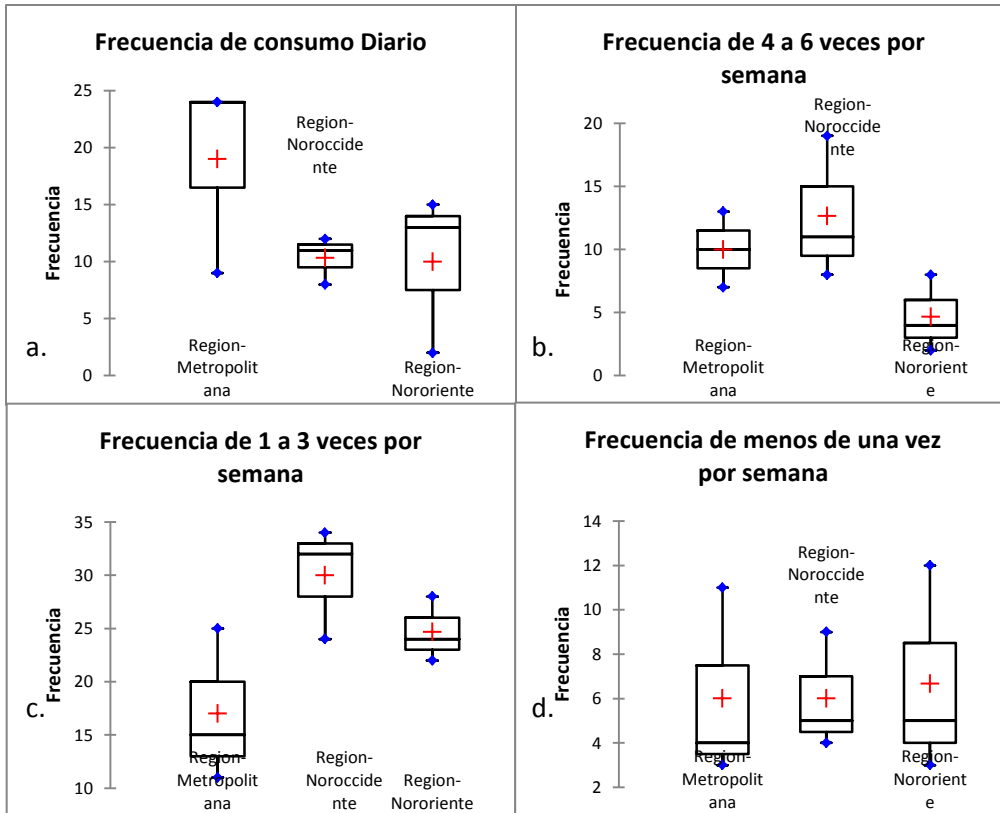 Frecuencia de consumo Diario
25
20
15
10
5
0
Frecuencia
a.
Region-
Metropolit
ana
Region-
Noroccide
nte
Region-
Nororiente
Frecuencia de 4 a 6 veces por
semana
20
15
10
5
0
Frecuencia
b.
Region-
Metropolit
ana
Region-
Noroccide
nte
Region-
Nororient
e
Frecuencia de 1 a 3 veces por
semana
35
30
25
20
15
10
Frecuencia
c.
Region-
Metropolit
ana
Region-
Noroccide
nte
Region-
Nororiente
Frecuencia de menos de una vez
por semana
14
12
10
8
6
4
2
Frecuencia
d.
Region-
Metropolit
ana
Region-
Noroccide
nte
Region-
Nororient
e